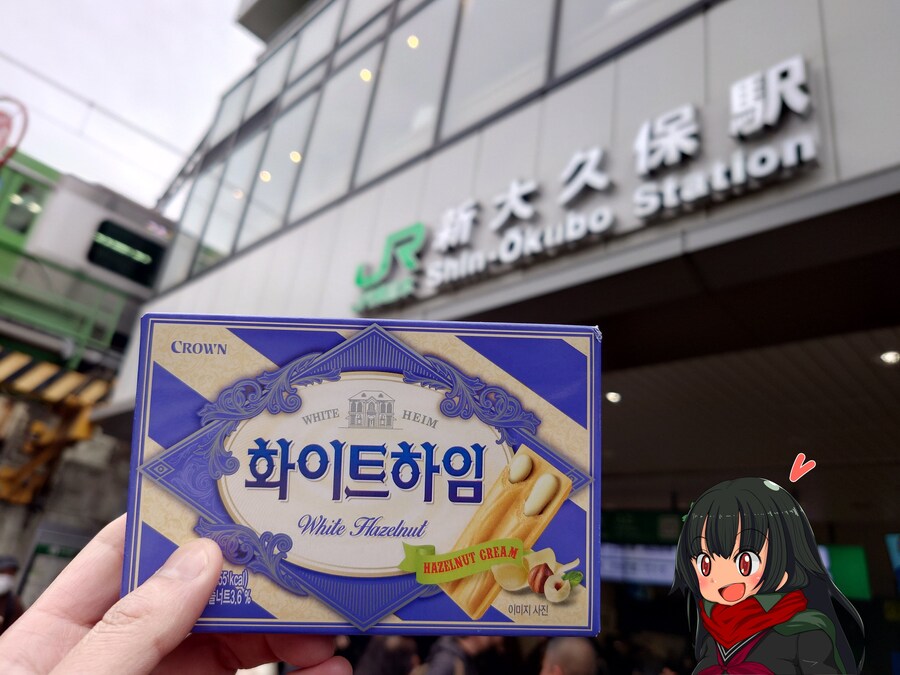 JR
新大久保駅
Shin-Okubo Station
CROWN
WHITE HEIM
화이트하임
White Hazelnut
HAZELNUT CREAM
이미지 사진